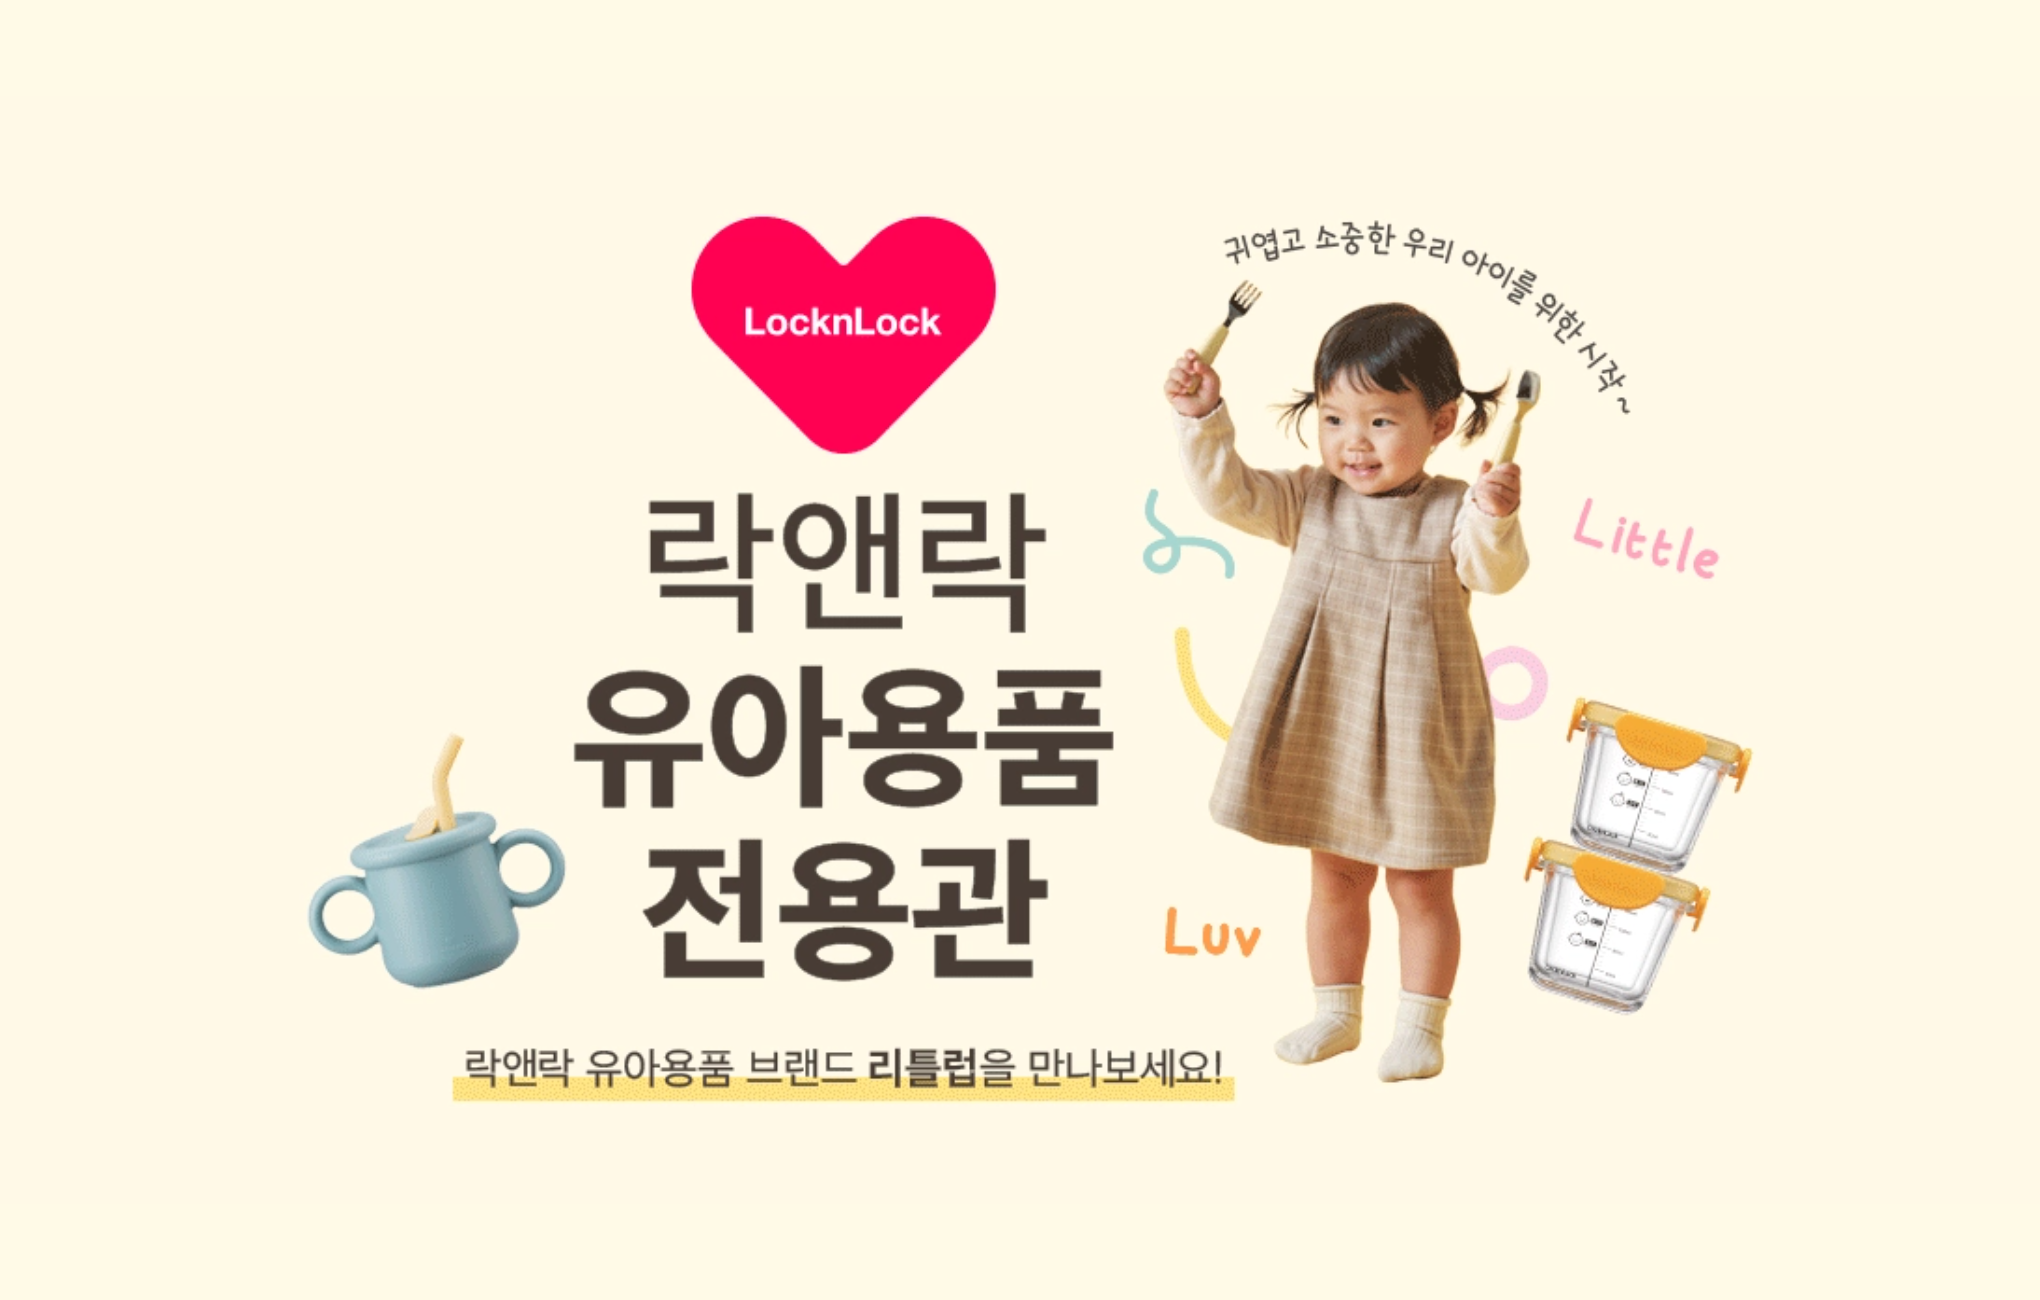 LocknLock
락앤락
유아용품
전용관
락앤락 유아용품 브랜드 리틀럽을 만나보세요!
귀엽고 소중한 우리 아이를 위한 시작~
Little
Luv